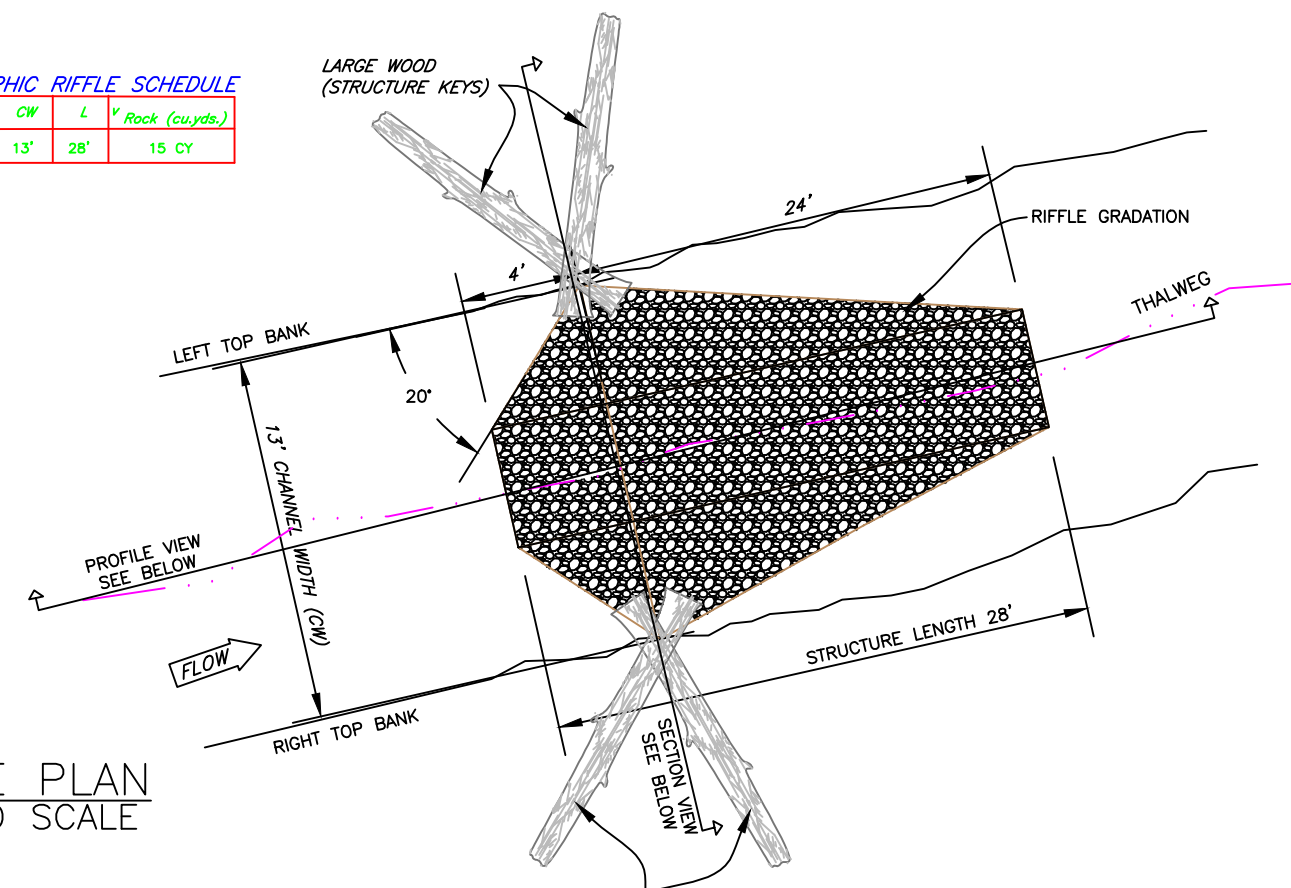 RIFFLE SCHEDULE
CW L V Rock (cu.yds.)
13' 28' 15 CY
LARGE WOOD
(STRUCTURE KEYS)
24'
RIFFLE GRADATION
4'
THALWEG
LEFT TOP BANK
20°
13' CHANNEL WIDTH (CW)
PROFILE VIEW
SEE BELOW
FLOW
STRUCTURE LENGTH 28'
RIGHT TOP BANK
SECTION VIEW
SEE BELOW
PLAN
SCALE